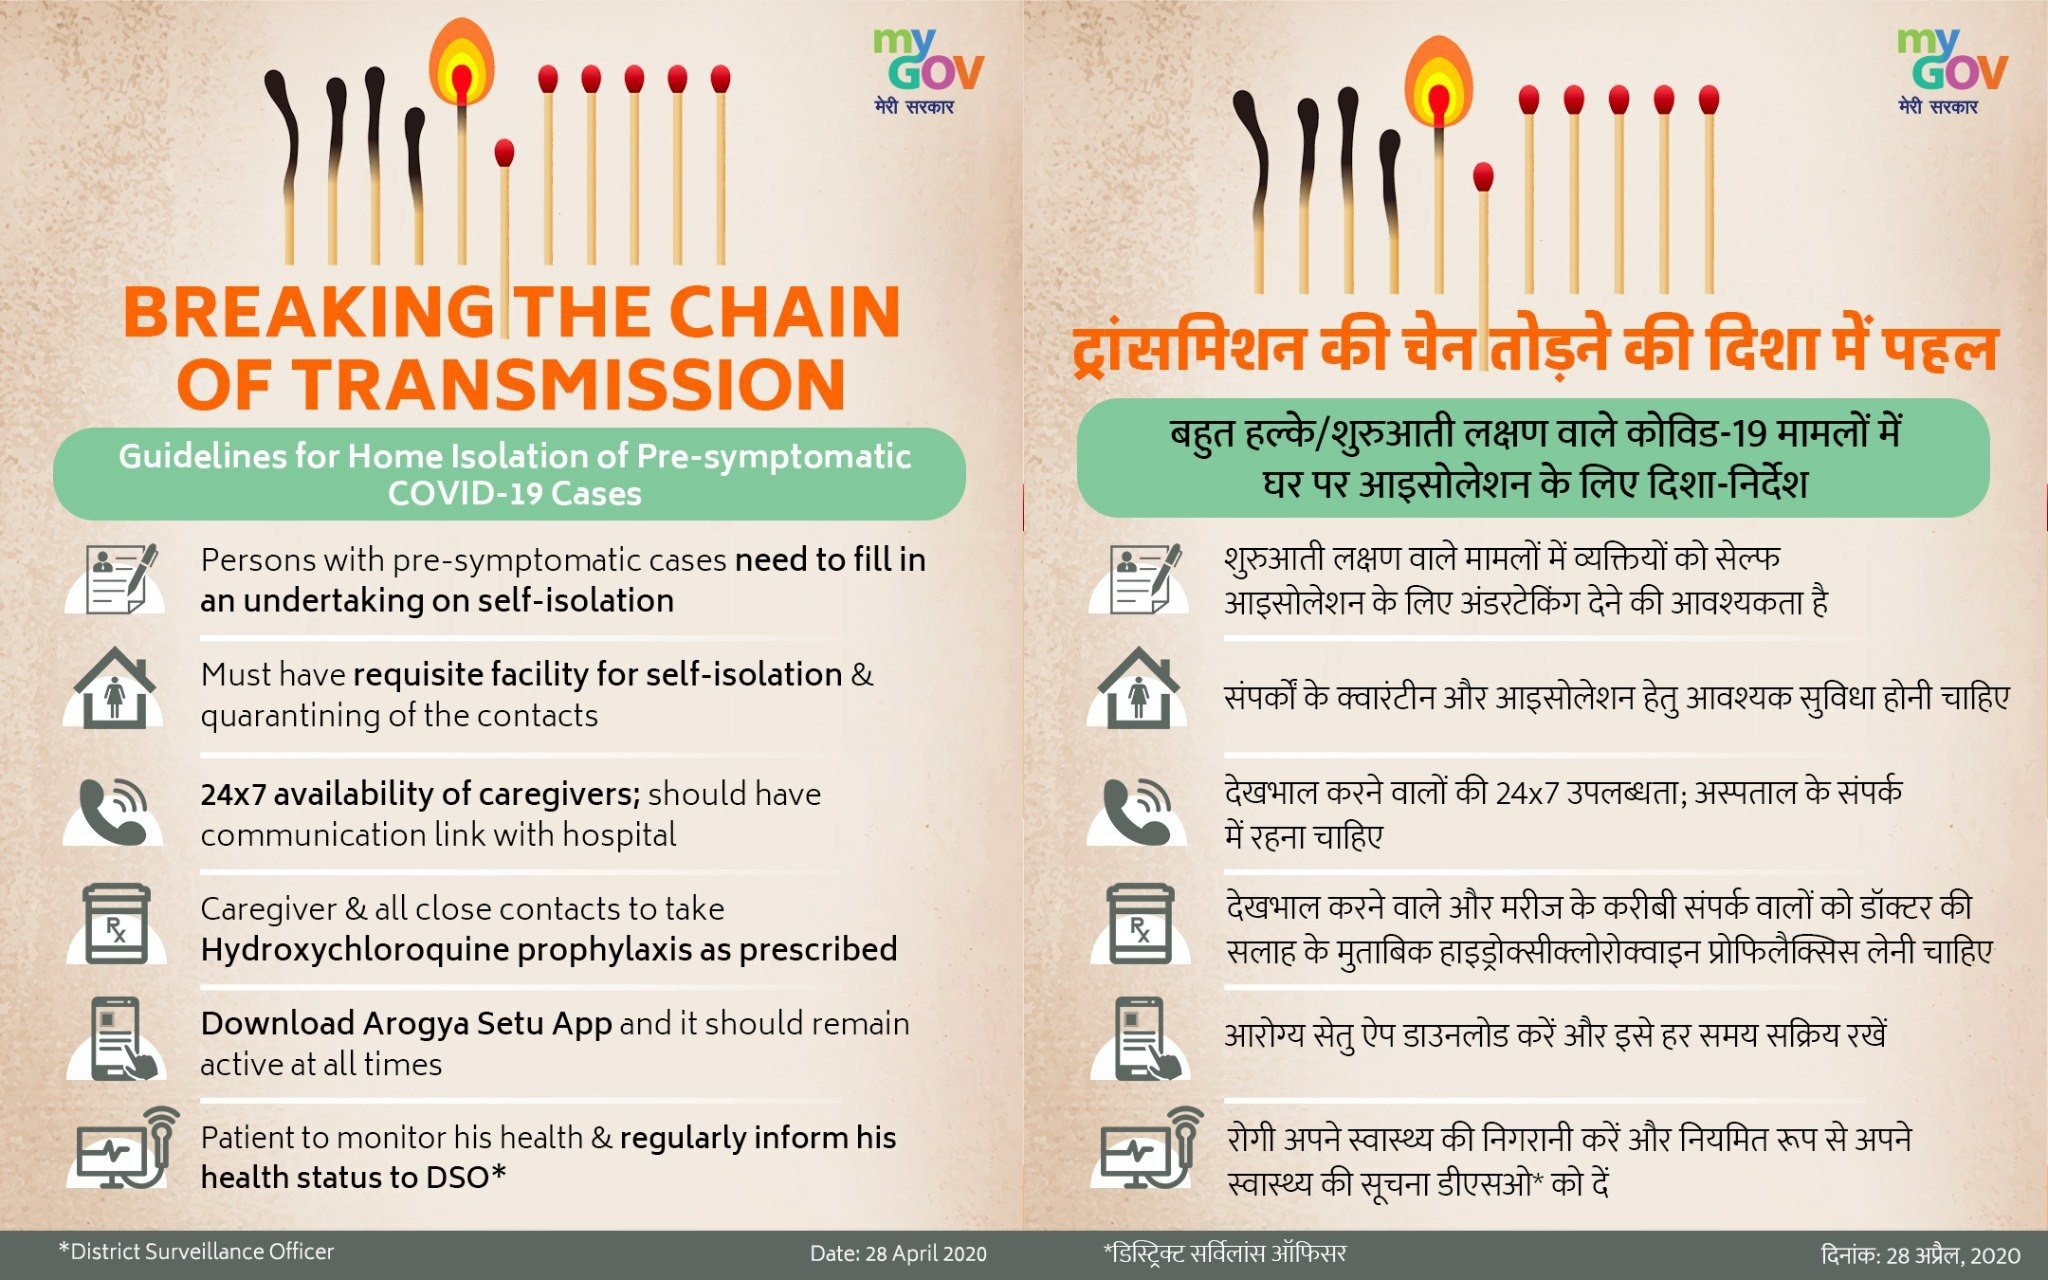 my
GOV
मेरी सरकार
BREAKING THE CHAIN
OF TRANSMISSION
Guidelines for Home Isolation of Pre-symptomatic
COVID-19 Cases
Persons with pre-symptomatic cases need to fill in
an undertaking on self-isolation
Must have requisite facility for self-isolation &
quarantining of the contacts
24x7 availability of caregivers; should have
communication link with hospital
Rx
Caregiver & all close contacts to take
Hydroxychloroquine prophylaxis as prescribed
Download Arogya Setu App and it should remain
active at all times
Patient to monitor his health & regularly inform his
health status to DSO*
*District Surveillance Officer
Date: 28 April 2020
my
GOV
मेरी सरकार
ट्रांसमिशन की चेन तोड़ने की दिशा में पहल
बहुत हल्के/शुरुआती लक्षण वाले कोविड-19 मामलों में
घर पर आइसोलेशन के लिए दिशा-निर्देश
शुरुआती लक्षण वाले मामलों में व्यक्तियों को सेल्फ
आइसोलेशन के लिए अंडरटेकिंग देने की आवश्यकता है
संपर्कों के क्वारंटीन और आइसोलेशन हेतु आवश्यक सुविधा होनी चाहिए
देखभाल करने वालों की 24x7 उपलब्धता; अस्पताल के संपर्क
में रहना चाहिए
Rx
देखभाल करने वाले और मरीज के करीबी संपर्क वालों को डॉक्टर की
सलाह के मुताबिक हाइड्रोक्सीक्लोरोक्वाइन प्रोफिलैक्सिस लेनी चाहिए
आरोग्य सेतु ऐप डाउनलोड करें और इसे हर समय सक्रिय रखें
रोगी अपने स्वास्थ्य की निगरानी करें और नियमित रूप से अपने
स्वास्थ्य की सूचना डीएसओ* को दें
*डिस्ट्रिक्ट सर्विलांस ऑफिसर
दिनांक: 28 अप्रैल, 2020